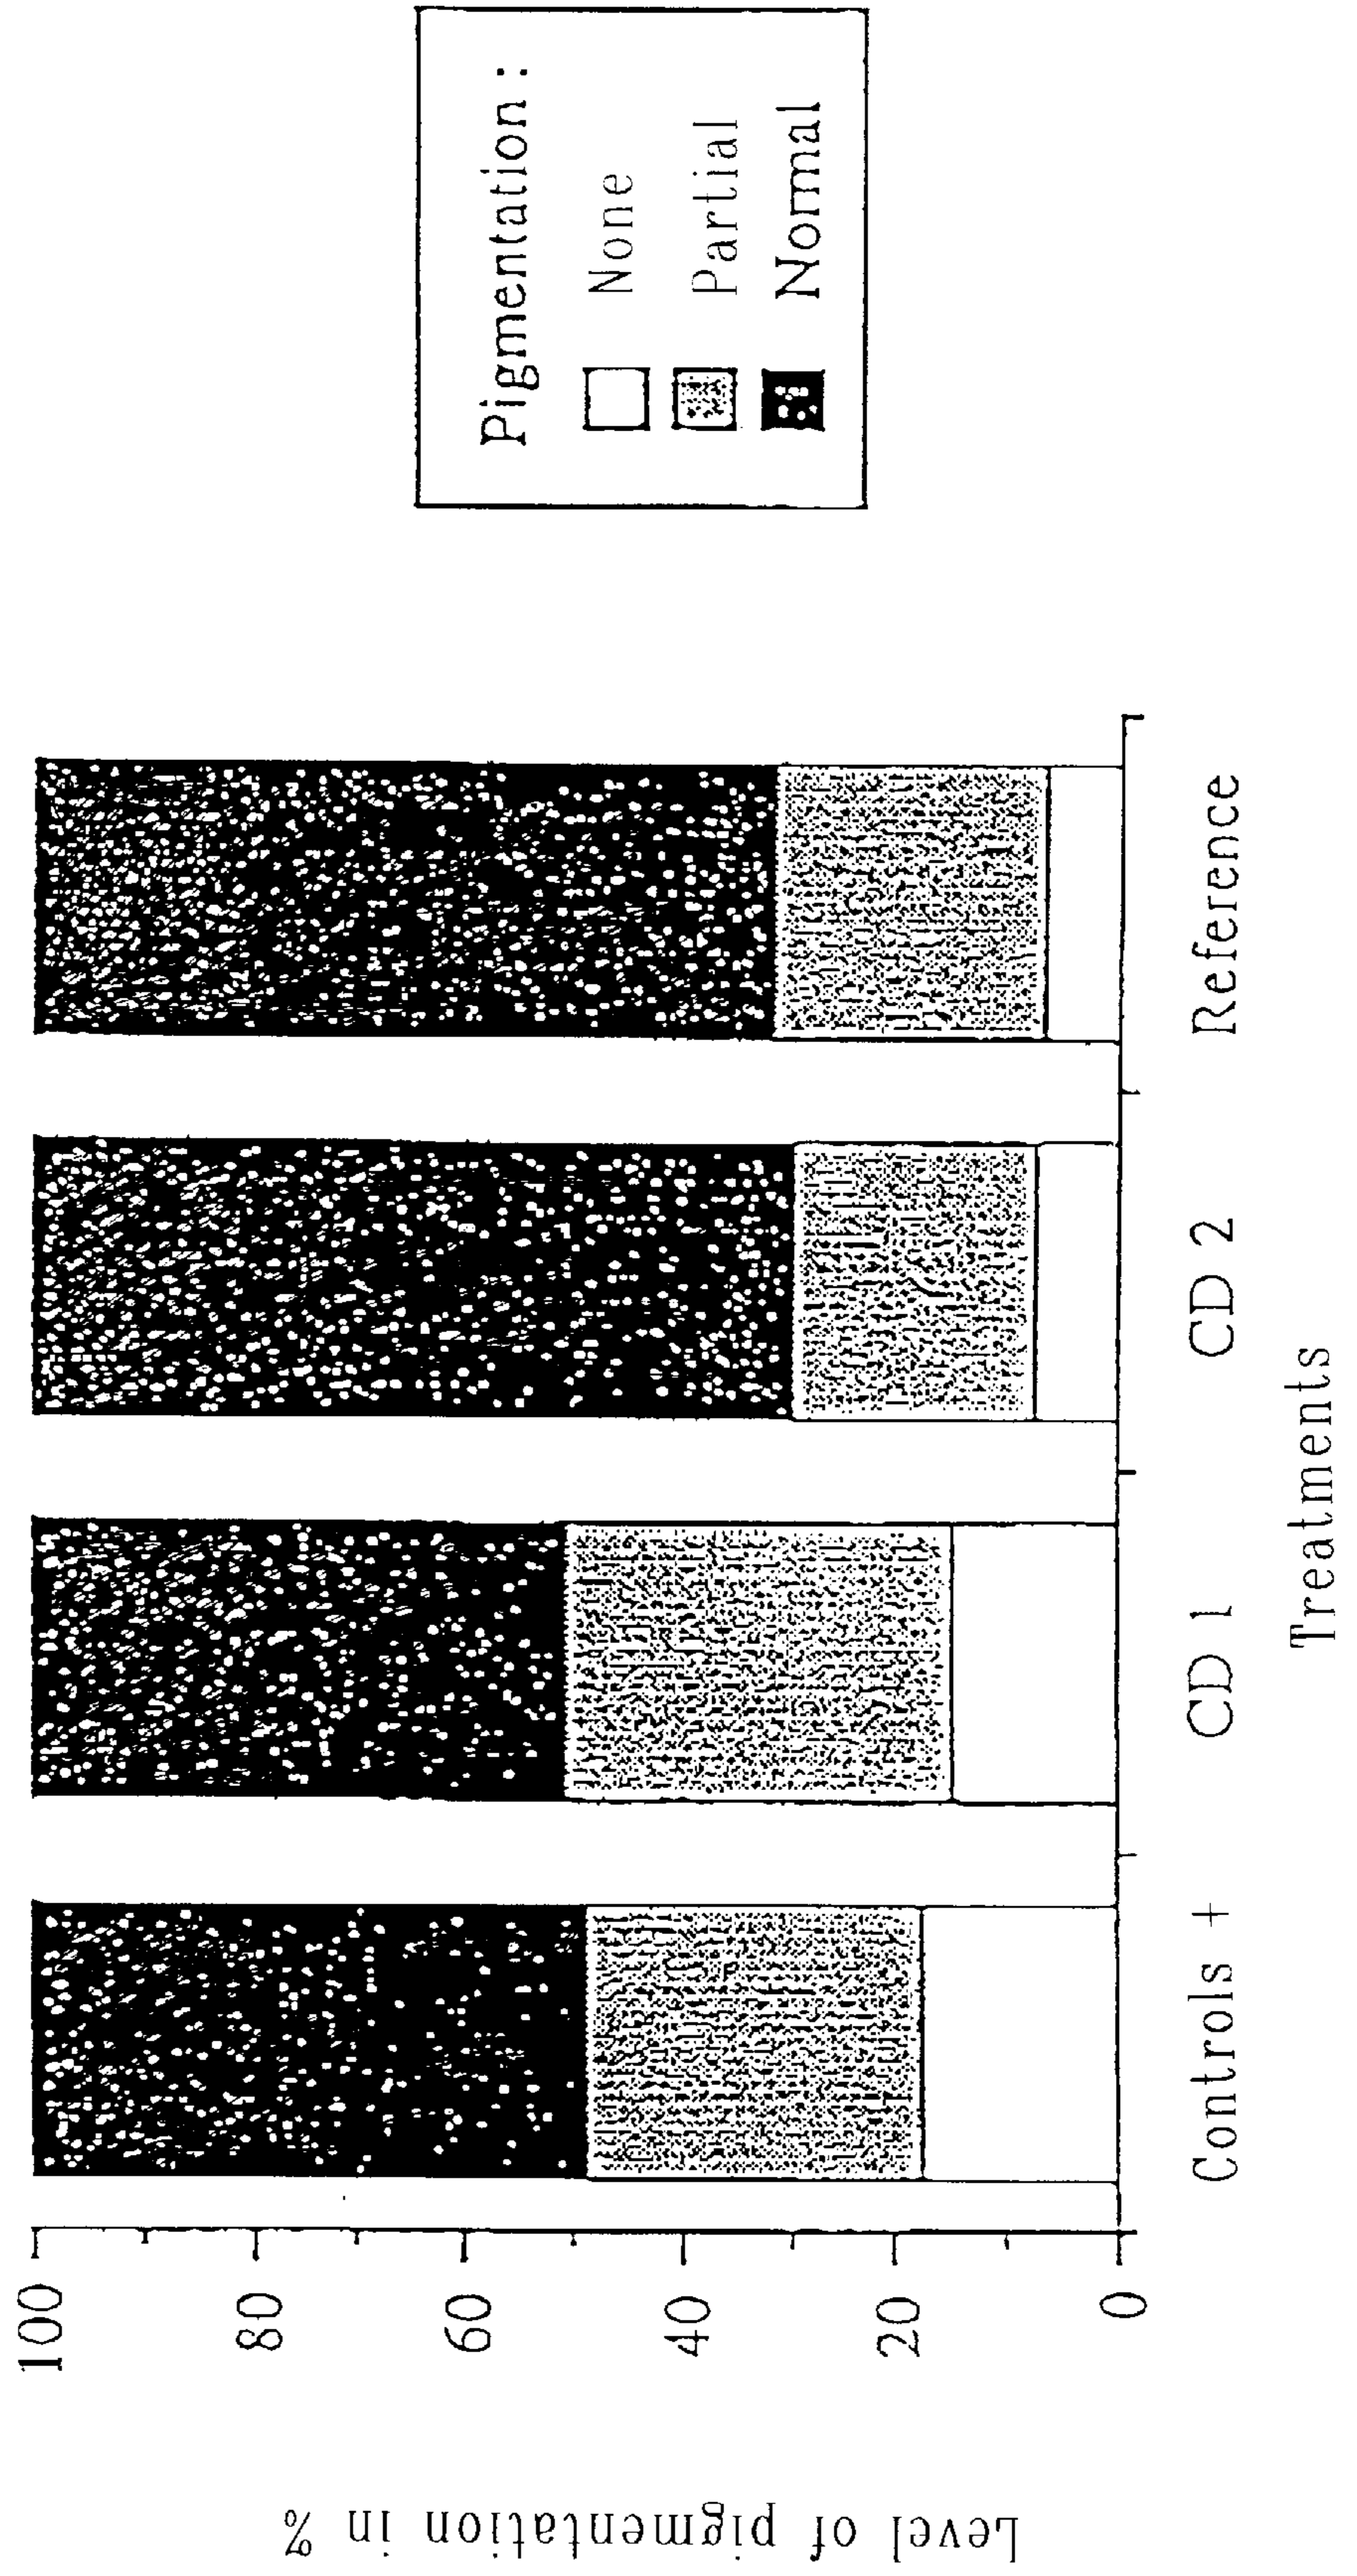 Level of pigmentation in %
100
80
60
40
20
0
Controls +
CD 1
CD 2
Reference
Treatments
Pigmentation :
None
Partial
Normal